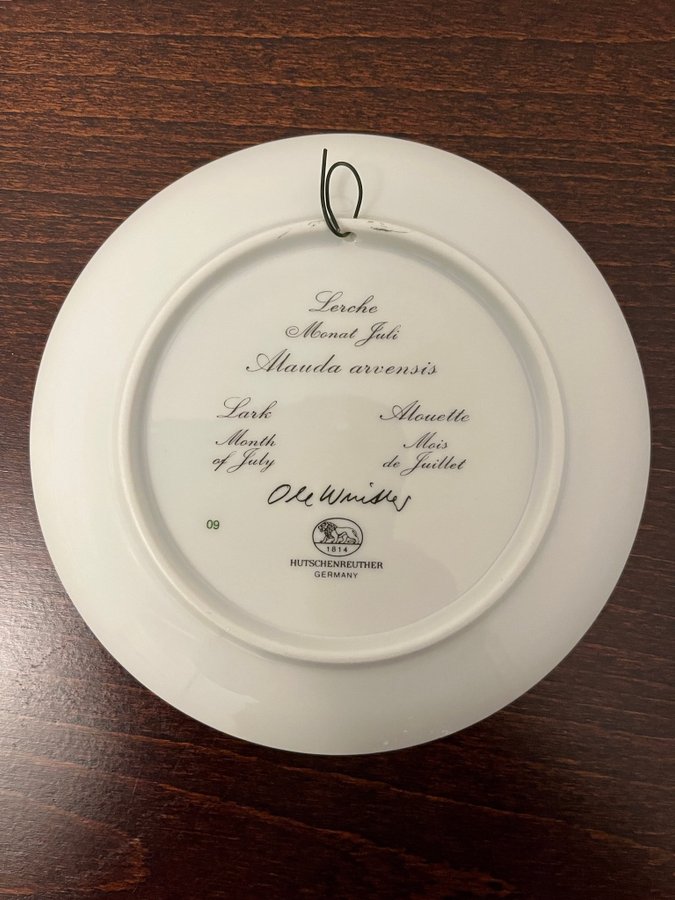 Lerche
Monat Juli
Alauda arvensis
Lark
Month
of July
Alouette
Mois
de Juillet
Ole Winther
09
1814
HUTSCHENREUTHER
GERMANY